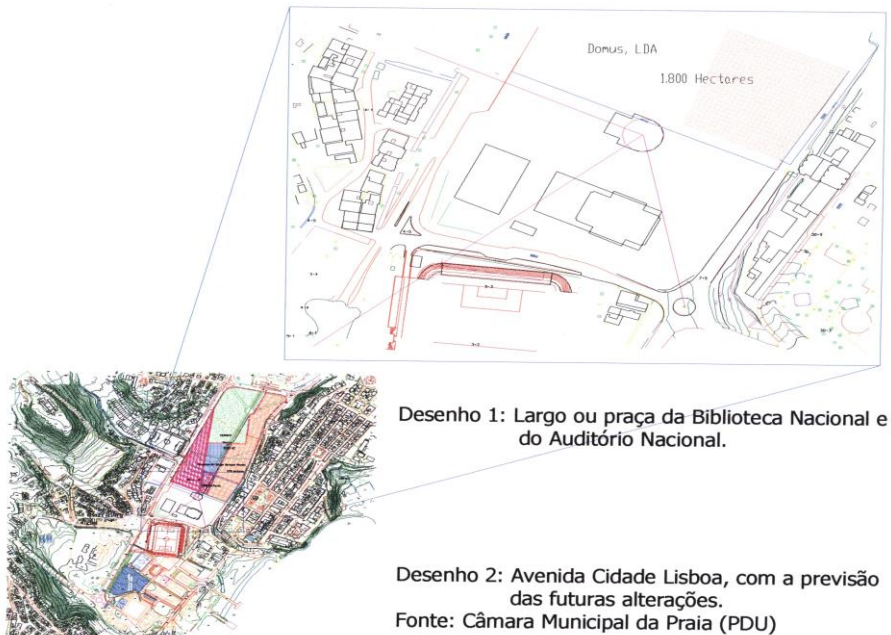 Domus, LDA
1.800 Hectares
Desenho 1: Largo ou praça da Biblioteca Nacional e
do Auditório Nacional.
Desenho 2: Avenida Cidade Lisboa, com a previsão
das futuras alterações.
Fonte: Câmara Municipal da Praia (PDU)